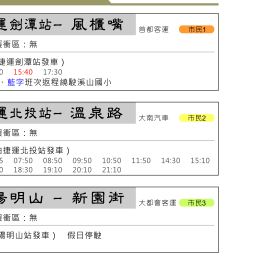 運劍潭站- 風櫃嘴 首都客運 市民1
緩衝區：無
捷運劍潭站發車）
0 15:40 17:30
·藍字班次返程繞駛溪山國小
運北投站- 溫泉路 大南汽車 市民2
緩衝區：無
由捷運北投站發車）
5 07:50 08:50 09:50 10:50 11:50 14:30 15:10
0 18:30 19:10 20:10 21:10
陽明山 - 新園街 大都會客運 市民3
緩衝區：無
陽明山站發車） 假日停駛